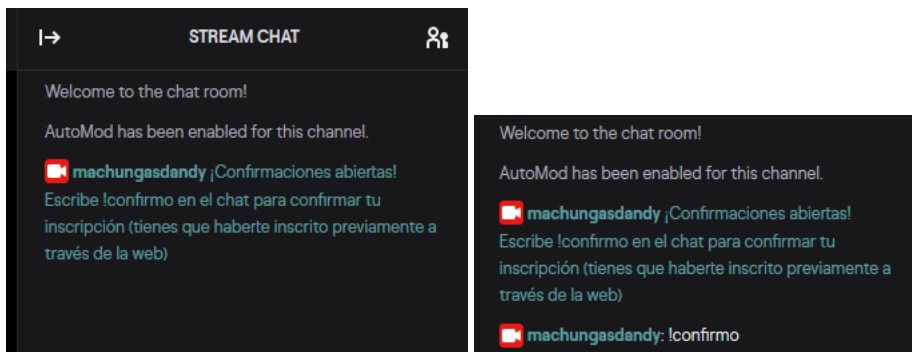 STREAM CHAT
Welcome to the chat room!
AutoMod has been enabled for this channel.
machungasdandy ¡Confirmaciones abiertas!
Escribe !confirmo en el chat para confirmar tu
inscripción (tienes que haberte inscrito previamente a
través de la web)
Welcome to the chat room!
AutoMod has been enabled for this channel.
machungasdandy ¡Confirmaciones abiertas!
Escribe !confirmo en el chat para confirmar tu
inscripción (tienes que haberte inscrito previamente a
través de la web)
machungasdandy: !confirmo